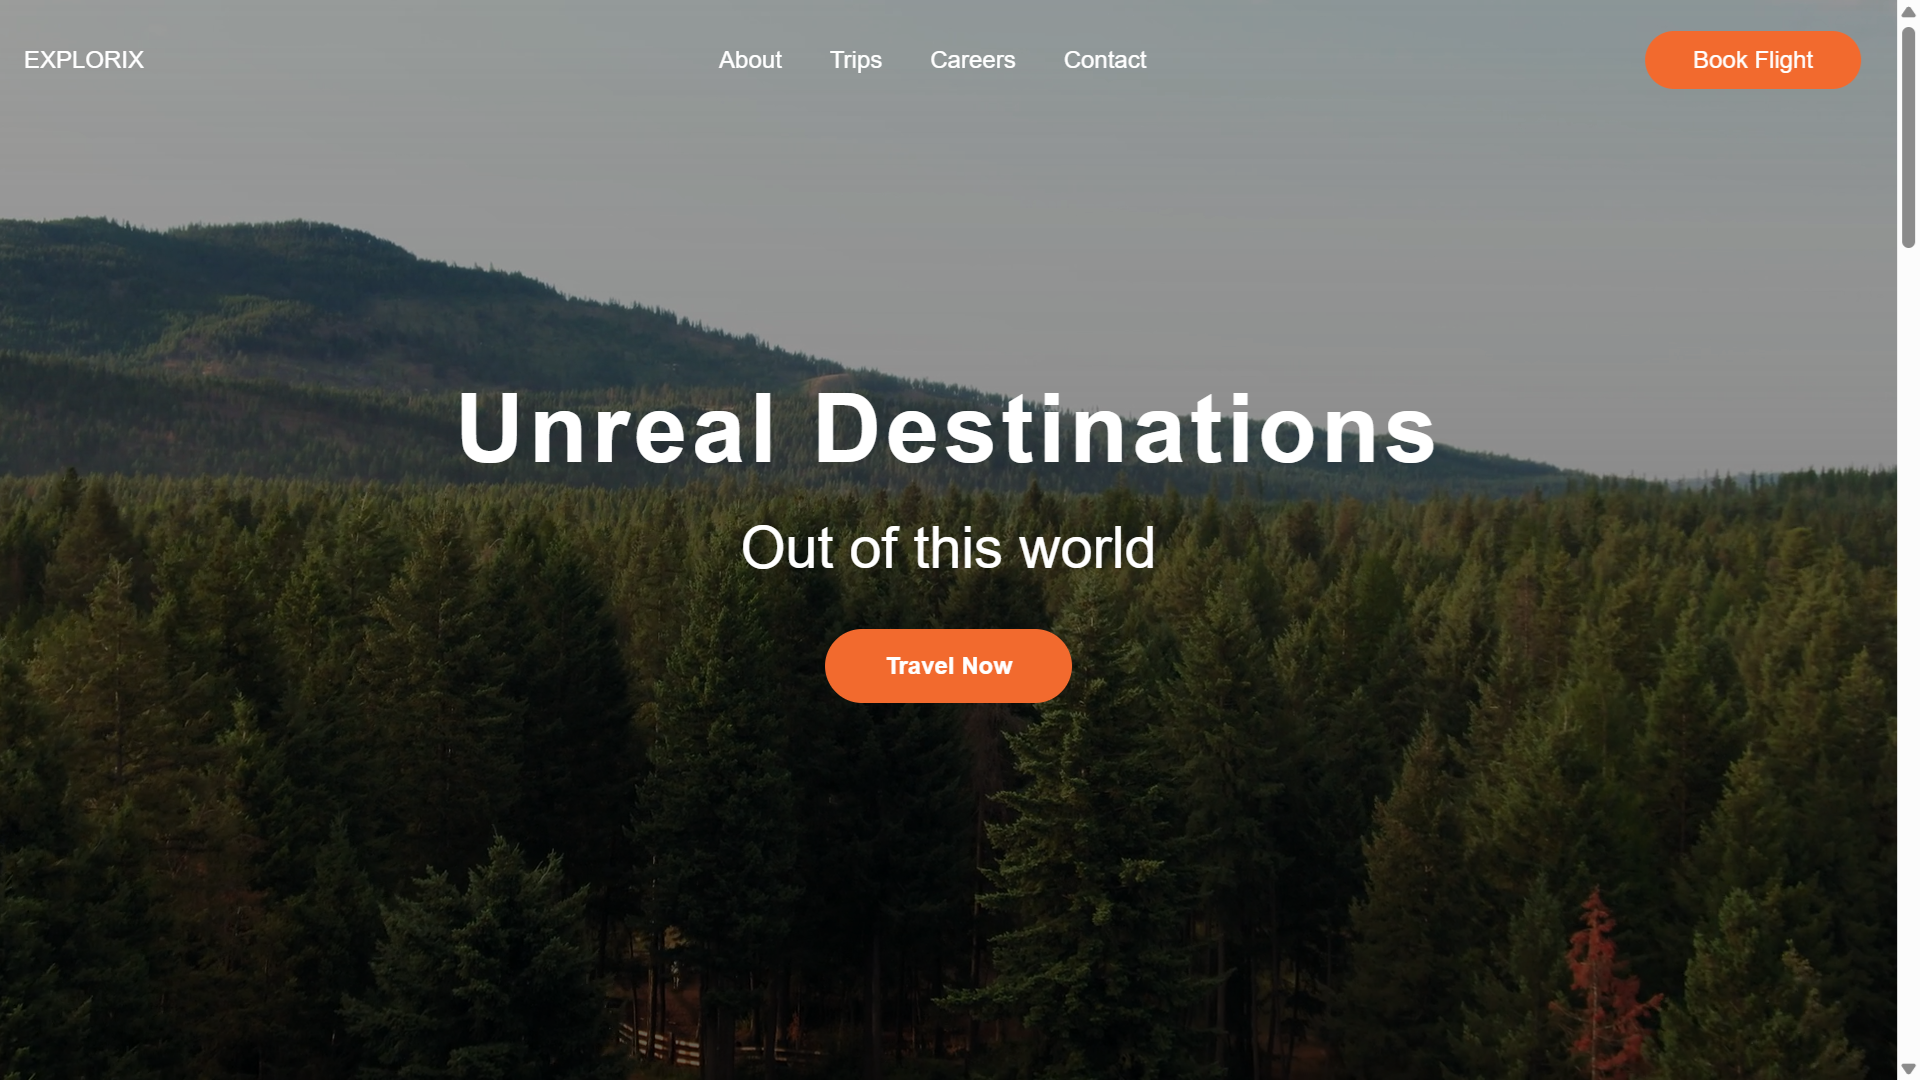 EXPLORIX
About
Trips
Careers
Contact
Book Flight
Unreal Destinations
Out of this world
Travel Now